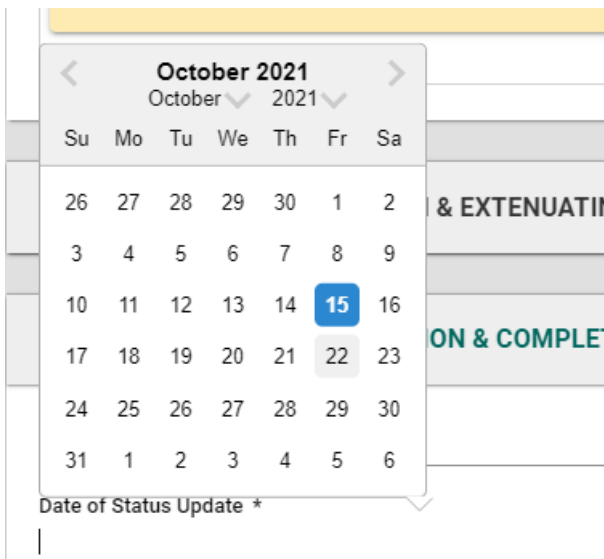 October 2021
October 2021
Su Mo Tu We Th Fr Sa
26 27 28 29 30 1 2
& EXTENUATIN
3 4 5 6 7 8 9
10 11 12 13 14 15 16
ON & COMPLET
17 18 19 20 21 22 23
24 25 26 27 28 29 30
31 1 2 3 4 5 6
Date of Status Update *